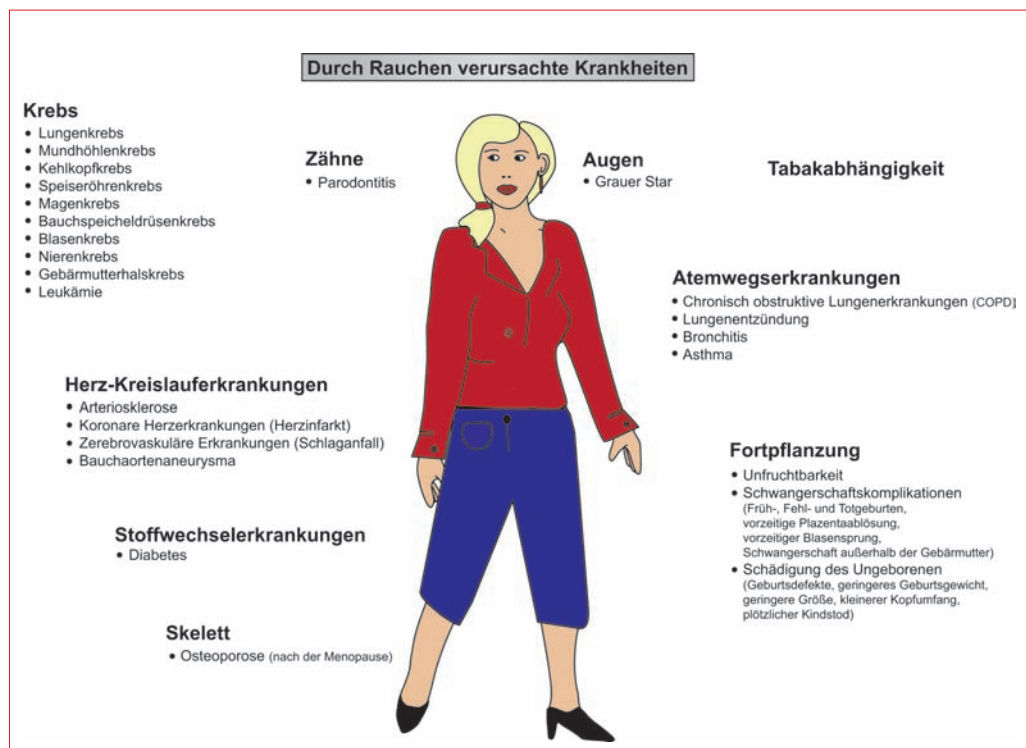 Durch Rauchen verursachte Krankheiten
Krebs
• Lungenkrebs
• Mundhöhlenkrebs
• Kehlkopfkrebs
• Speiseröhrenkrebs
• Magenkrebs
• Bauchspeicheldrüsenkrebs
• Blasenkrebs
• Nierenkrebs
• Gebärmutterhalskrebs
• Leukämie
Zähne
• Parodontitis
Augen
• Grauer Star
Tabakabhängigkeit
Atemwegserkrankungen
• Chronisch obstruktive Lungenerkrankungen (COPD)
• Lungenentzündung
• Bronchitis
• Asthma
Herz-Kreislauferkrankungen
• Arteriosklerose
• Koronare Herzerkrankungen (Herzinfarkt)
• Zerebrovaskuläre Erkrankungen (Schlaganfall)
• Bauchaortenaneurysma
Fortpflanzung
• Unfruchtbarkeit
• Schwangerschaftskomplikationen
(Früh-, Fehl- und Totgeburten,
vorzeitige Plazentaablösung,
vorzeitiger Blasensprung,
Schwangerschaft außerhalb der Gebärmutter)
• Schädigung des Ungeborenen
(Geburtsdefekte, geringeres Geburtsgewicht,
geringere Größe, kleinerer Kopfumfang,
plötzlicher Kindstod)
Stoffwechselerkrankungen
• Diabetes
Skelett
• Osteoporose (nach der Menopause)